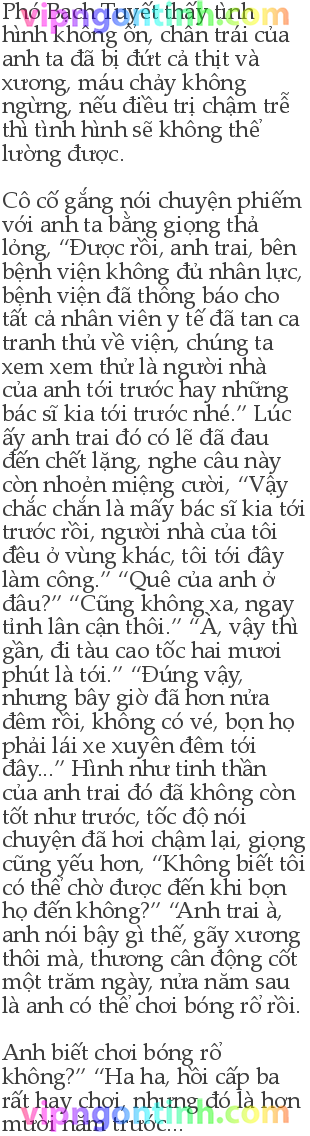 vipngontinh.com
Phó Bạch Tuyết thấy tình
hình không ổn, chân trái của
anh ta đã bị đứt cả thịt và
xương, máu chảy không
ngừng, nếu điều trị chậm trễ
thì tình hình sẽ không thể
lường được.
Cô cố gắng nói chuyện phiếm
với anh ta bằng giọng thả
lỏng, “Được rồi, anh trai, bên
bệnh viện không đủ nhân lực,
bệnh viện đã thông báo cho
tất cả nhân viên y tế đã tan ca
tranh thủ về viện, chúng ta
xem xem thử là người nhà
của anh tới trước hay những
bác sĩ kia tới trước nhé.” Lúc
ấy anh trai đó có lẽ đã đau
đến chết lặng, nghe câu này
còn nhoẻn miệng cười, “Vậy
chắc chắn là mấy bác sĩ kia tới
trước rồi, người nhà của tôi
đều ở vùng khác, tôi tới đây
làm công.” “Quê của anh ở
đâu?” “Cũng không xa, ngay
tỉnh lân cận thôi.” “À, vậy thì
gần, đi tàu cao tốc hai mươi
phút là tới.” “Đúng vậy,
nhưng bây giờ đã hơn nửa
đêm rồi, không có vé, bọn họ
phải lái xe xuyên đêm tới
đây...” Hình như tinh thần
của anh trai đó đã không còn
tốt như trước, tốc độ nói
chuyện đã hơi chậm lại, giọng
cũng yếu hơn, “Không biết tôi
có thể chờ được đến khi bọn
họ đến không?” “Anh trai à,
anh nói bậy gì thế, gãy xương
thôi mà, thương cân động cốt
một trăm ngày, nửa năm sau
là anh có thể chơi bóng rổ rồi.
Anh biết chơi bóng rổ
không?” “Ha ha, hồi cấp ba
rất hay chơi, nhưng đó là hơn
mười năm trước...
vipngontinh.com